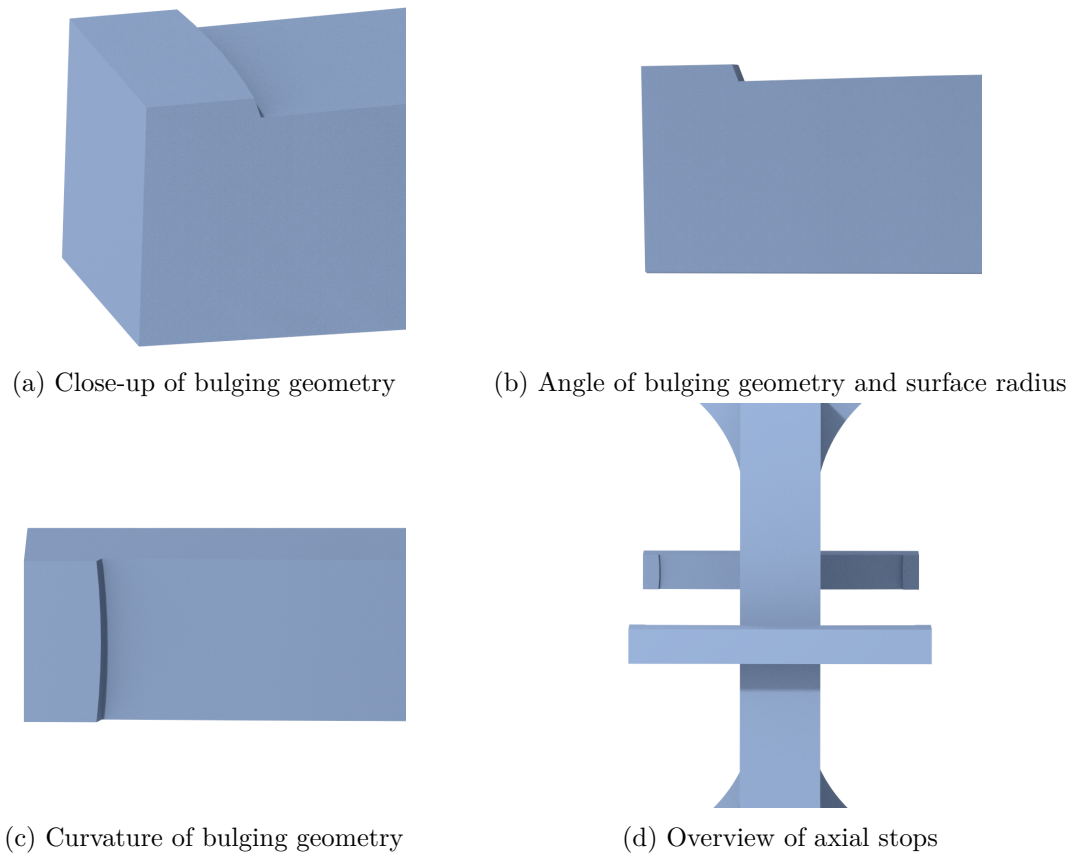 (a) Close-up of bulging geometry
(b) Angle of bulging geometry and surface radius
(c) Curvature of bulging geometry
(d) Overview of axial stops